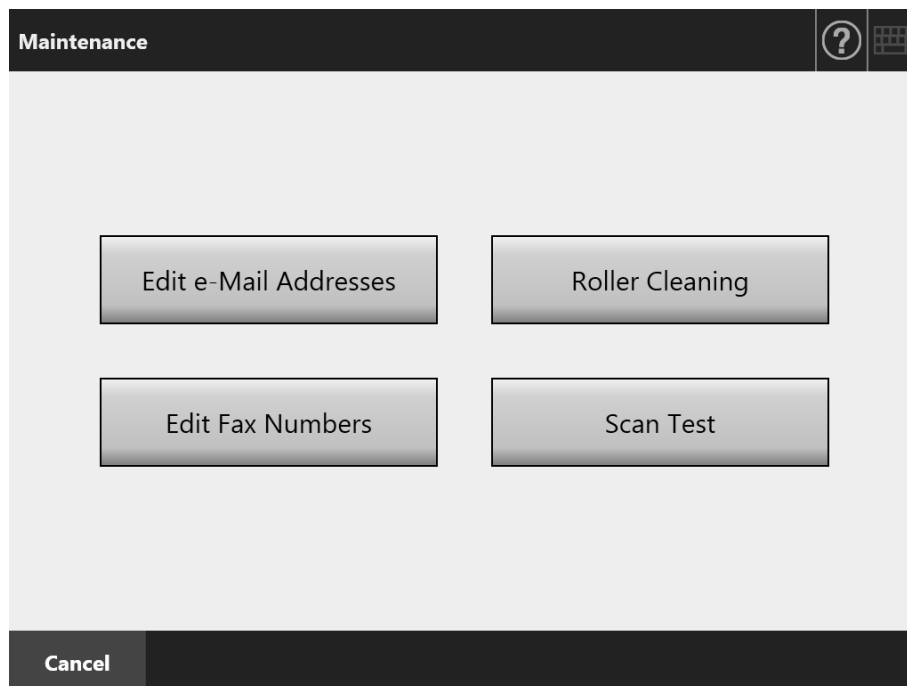 Maintenance
?
Edit e-Mail Addresses
Roller Cleaning
Edit Fax Numbers
Scan Test
Cancel